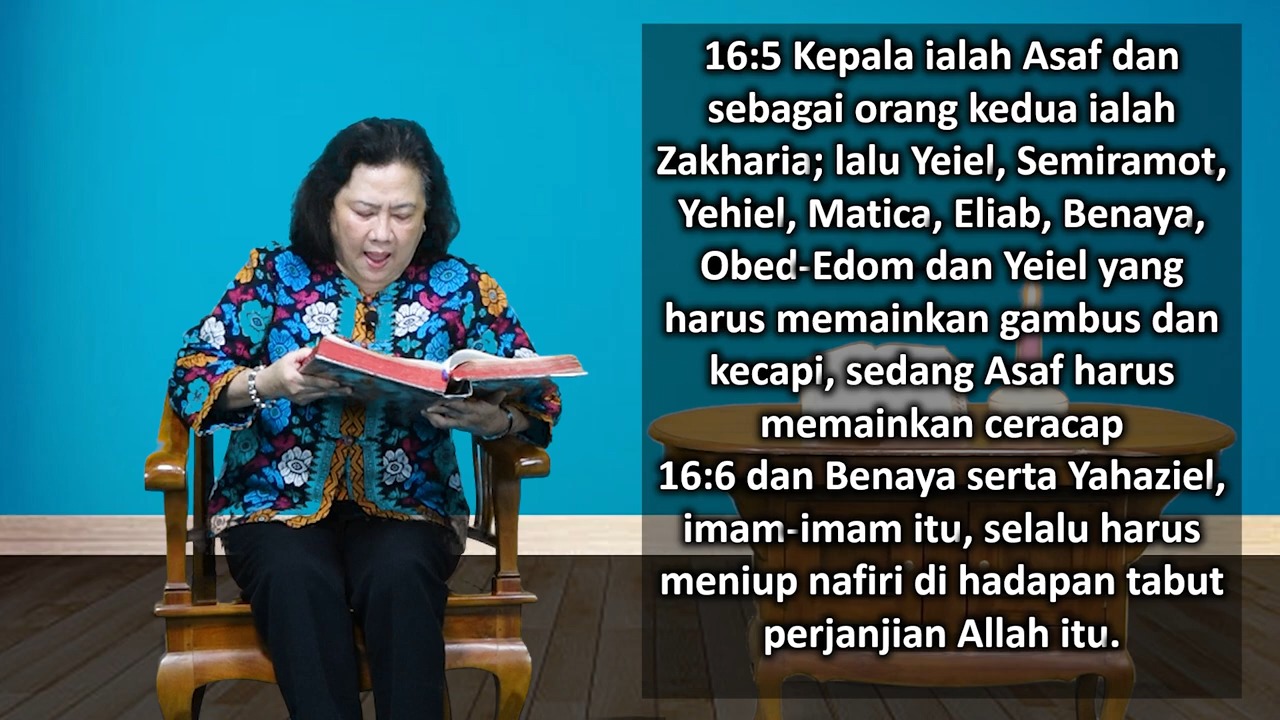 16:5 Kepala ialah Asaf dan
sebagai orang kedua ialah
Zakharia; lalu Yeiel, Semiramot,
Yehiel, Matica, Eliab, Benaya,
Obed-Edom dan Yeiel yang
harus memainkan gambus dan
kecapi, sedang Asaf harus
memainkan ceracap
16:6 dan Benaya serta Yahaziel,
imam-imam itu, selalu harus
meniup nafiri di hadapan tabut
perjanjian Allah itu.